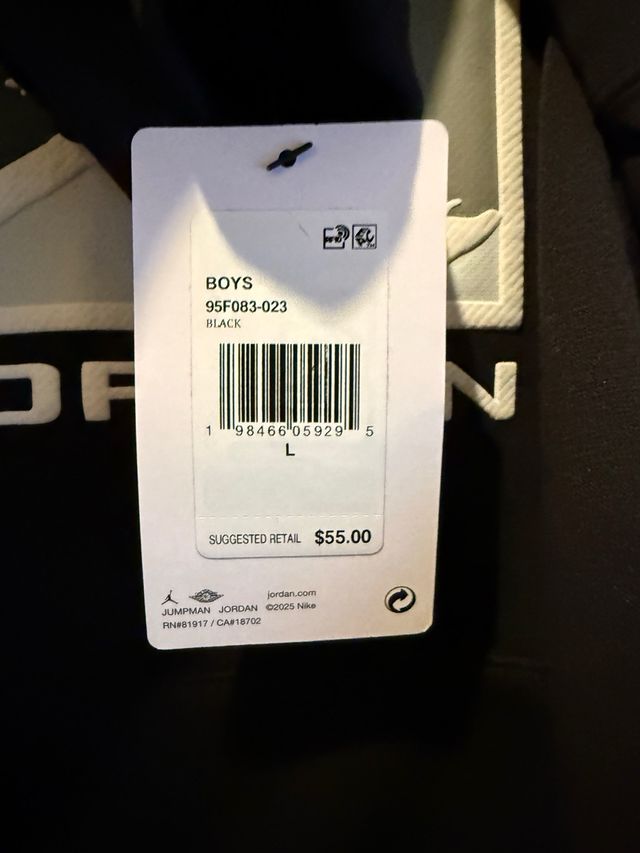 RFID
BOYS
95F083-023
BLACK
1 98466 05929 5
L
SUGGESTED RETAIL $55.00
JUMPMAN JORDAN
jordan.com
©2025 Nike
RN#81917 / CA#18702
N